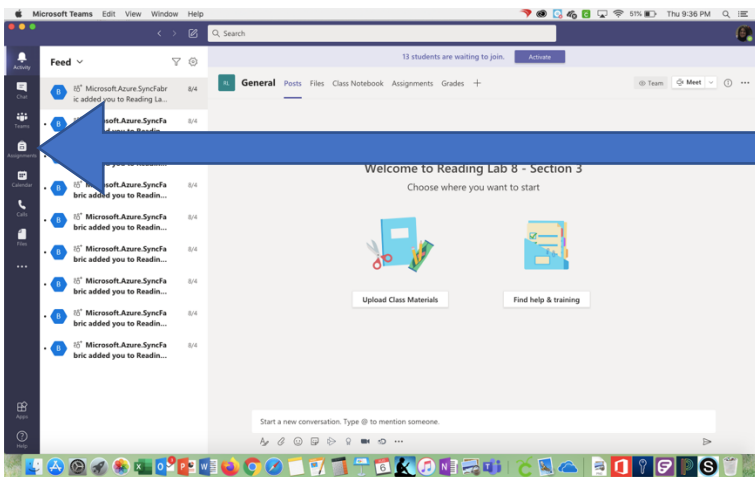 Microsoft Teams Edit View Window Help
51% Thu 9:36 PM
Search
Activity
Chat
Teams
Assignments
Calendar
Calls
Files
Apps
Help
Feed
Microsoft.Azure.SyncFabr 8/4
ic added you to Reading La...
B
soft.Azure.SyncFa 8/4
B
bric added you to Readin...
Microsoft.Azure.SyncFa 8/4
B
bric added you to Readin...
Microsoft.Azure.SyncFa 8/4
B
bric added you to Readin...
Microsoft.Azure.SyncFa 8/4
B
bric added you to Readin...
Microsoft.Azure.SyncFa 8/4
B
bric added you to Readin...
Microsoft.Azure.SyncFa 8/4
B
bric added you to Readin...
13 students are waiting to join. Activate
RL General Posts Files Class Notebook Assignments Grades + Team Meet
Welcome to Reading Lab 8 - Section 3
Choose where you want to start
Upload Class Materials Find help & training
Start a new conversation. Type @ to mention someone.